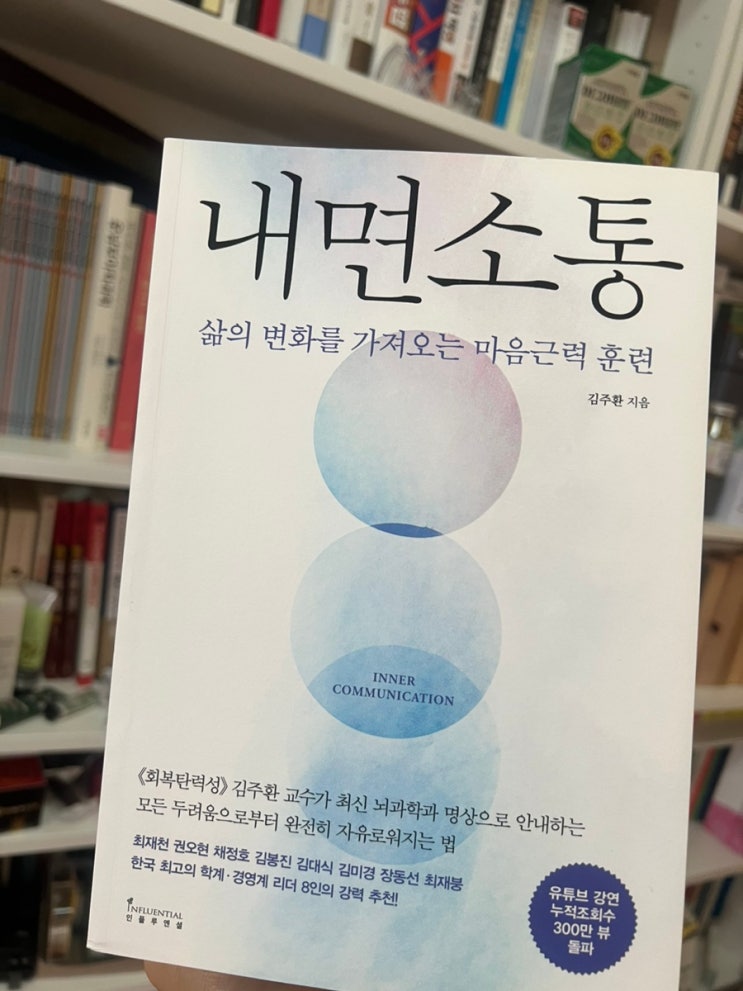 내면소통
삶의 변화를 가져오는 마음근력 훈련
김주환 지음
INNER
COMMUNICATION
《회복탄력성》 김주환 교수가 최신 뇌과학과 명상으로 안내하는
모든 두려움으로부터 완전히 자유로워지는 법
최재천 권오현 채정호 김봉진 김대식 김미경 장동선 최재붕
한국 최고의 학계·경영계 리더 8인의 강력 추천!
INFLUENTIAL
인플루엔셜
유튜브 강연
누적조회수
300만 뷰
돌파